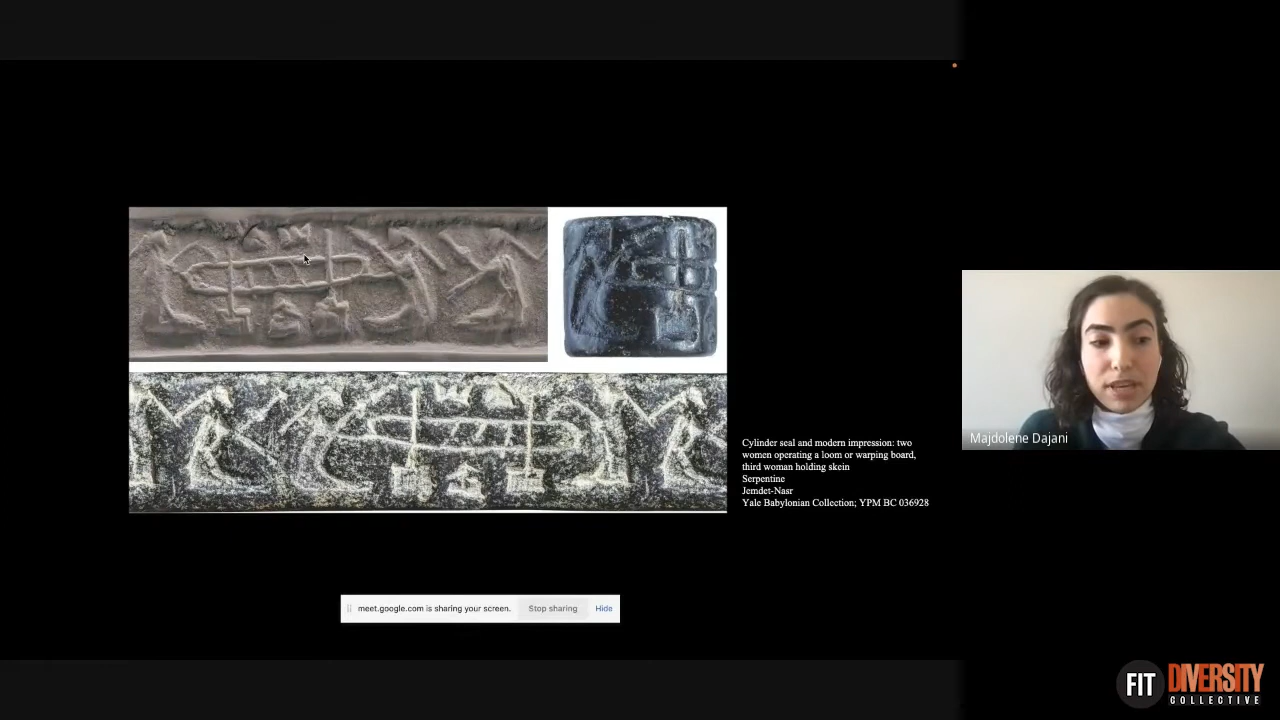 Cylinder seal and modern impression: two
women operating a loom or warping board,
third woman holding skein
Serpentine
Jemdet-Nasr
Yale Babylonian Collection; YPM BC 036928
Majdolene Dajani
meet.google.com is sharing your screen. Stop sharing Hide
FIT DIVERSITY
COLLECTIVE